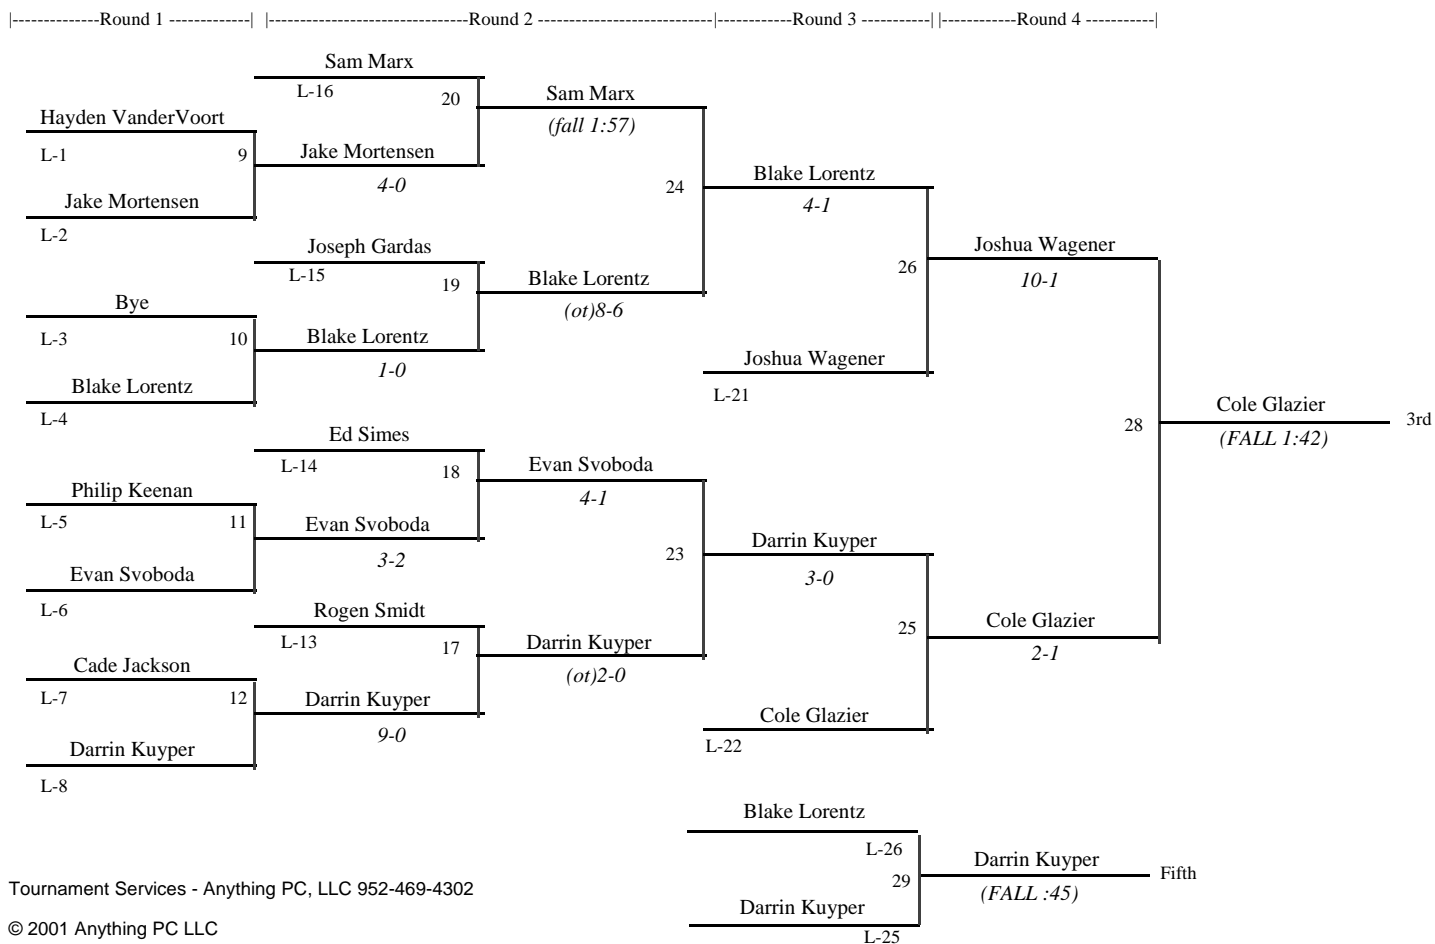 |--------------Round 1 -------------| |-----------------------------Round 2 --------------------------|-----------Round 3 ----------| |-----------Round 4 ----------|
Sam Marx
L-16
20
Sam Marx
(fall 1:57)
Hayden VanderVoort
L-1
9
Jake Mortensen
4-0
Jake Mortensen
L-2
24
Blake Lorentz
4-1
Joseph Gardas
L-15
19
Blake Lorentz
(ot)8-6
26
Joshua Wagener
10-1
Bye
L-3
10
Blake Lorentz
1-0
Blake Lorentz
L-4
Joshua Wagener
L-21
28
Cole Glazier
(FALL 1:42)
3rd
Ed Simes
L-14
18
Evan Svoboda
4-1
Philip Keenan
L-5
11
Evan Svoboda
3-2
Evan Svoboda
L-6
23
Darrin Kuyper
3-0
Rogen Smidt
L-13
17
Darrin Kuyper
(ot)2-0
25
Cole Glazier
2-1
Cade Jackson
L-7
12
Darrin Kuyper
9-0
Darrin Kuyper
L-8
Cole Glazier
L-22
Blake Lorentz
L-26
29
Darrin Kuyper
(FALL :45)
Fifth
Darrin Kuyper
L-25
Tournament Services - Anything PC, LLC 952-469-4302
© 2001 Anything PC LLC